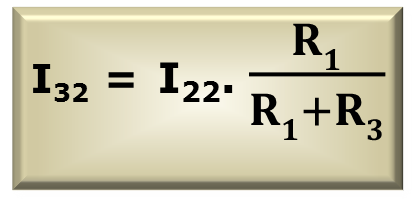 I₃₂ = I₂₂. R₁
R₁+R₃